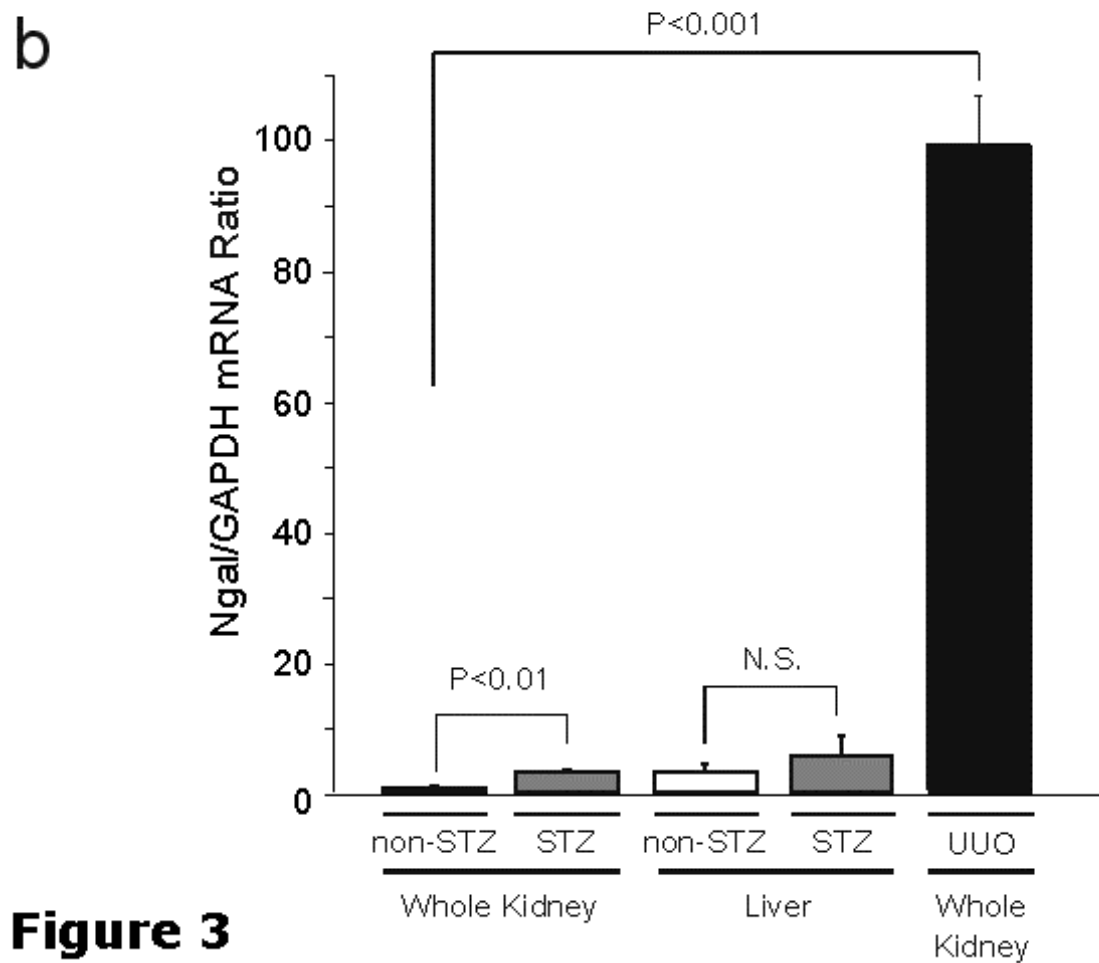 b
P<0.001
Ngal/GAPDH mRNA Ratio
100
80
60
40
20
0
P<0.01
N.S.
non-STZ STZ non-STZ STZ UUO
Whole Kidney Liver Whole
Kidney
Figure 3